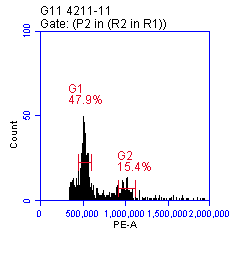 G11 4211-11
Gate: (P2 in (R2 in R1))
100
G1
47.9%
G2
15.4%
50
Count
0
0
500,000
1,000,000
1,500,000
2,000,000
PE-A